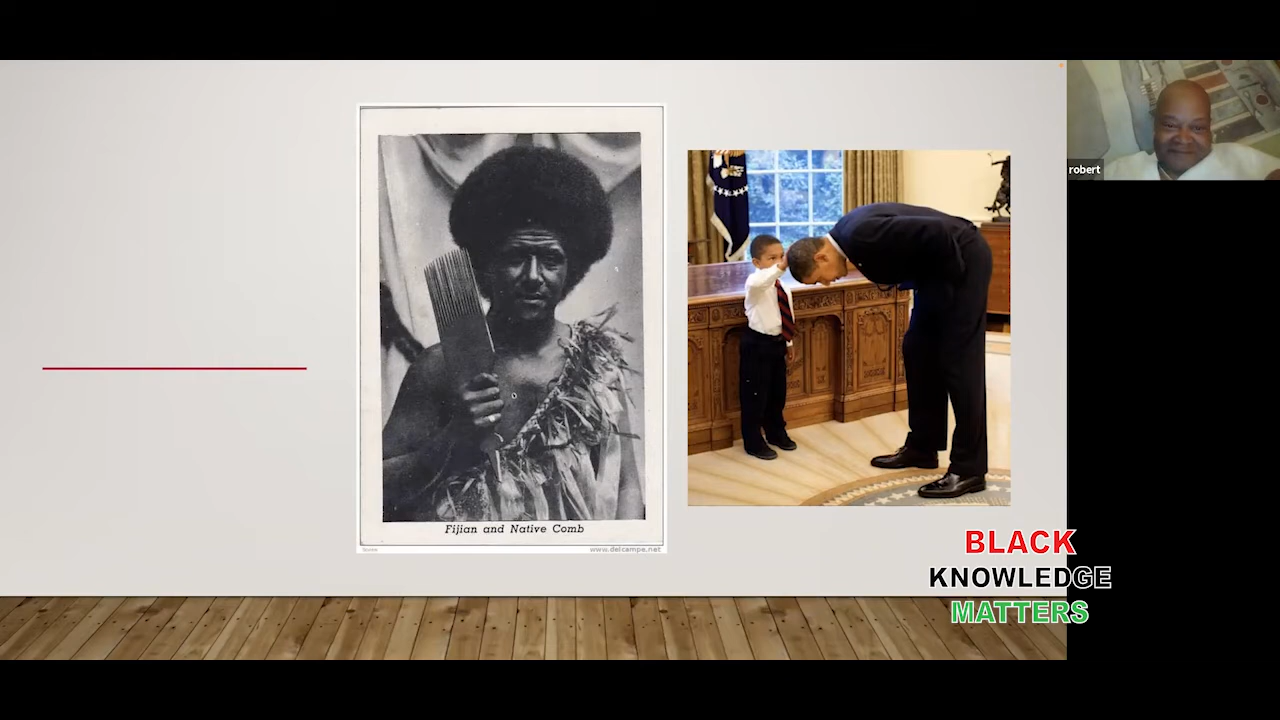 Fijian and Native Comb
www.delcampe.net
robert
BLACK
KNOWLEDGE
MATTERS